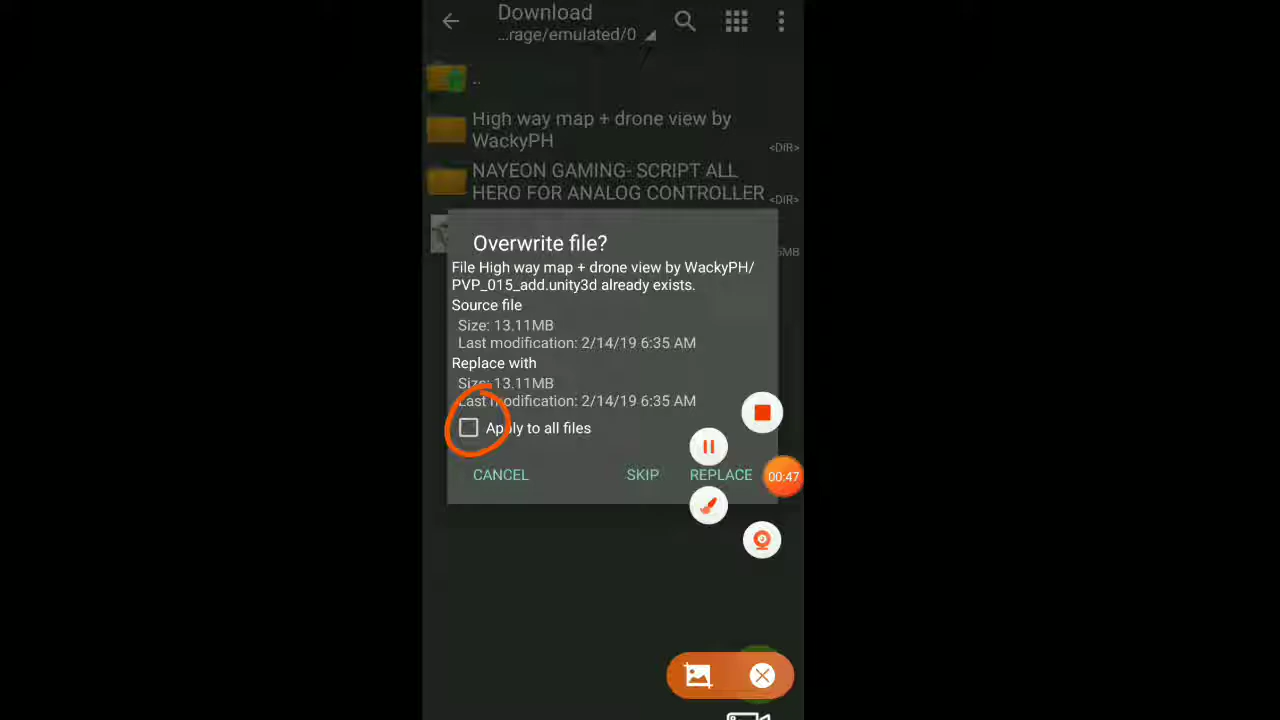 Download
...rage/emulated/0
..
High way map + drone view by
WackyPH
<DIR>
NAYEON GAMING- SCRIPT ALL
HERO FOR ANALOG CONTROLLER
<DIR>
Overwrite file?
File High way map + drone view by WackyPH/
PVP_015_add.unity3d already exists.
Source file
Size: 13.11MB
Last modification: 2/14/19 6:35 AM
Replace with
Size: 13.11MB
Last modification: 2/14/19 6:35 AM
Apply to all files
CANCEL SKIP REPLACE
00:47